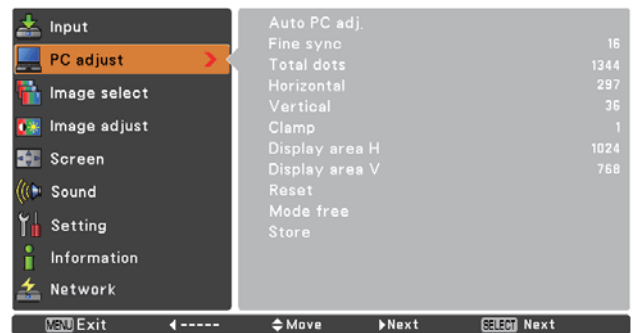 Input
PC adjust
Image select
Image adjust
Screen
Sound
Setting
Information
Network
Auto PC adj.
Fine sync 16
Total dots 1344
Horizontal 297
Vertical 36
Clamp 1
Display area H 1024
Display area V 768
Reset
Mode free
Store
MENU Exit ◀----- ◆Move ▶Next SELECT Next